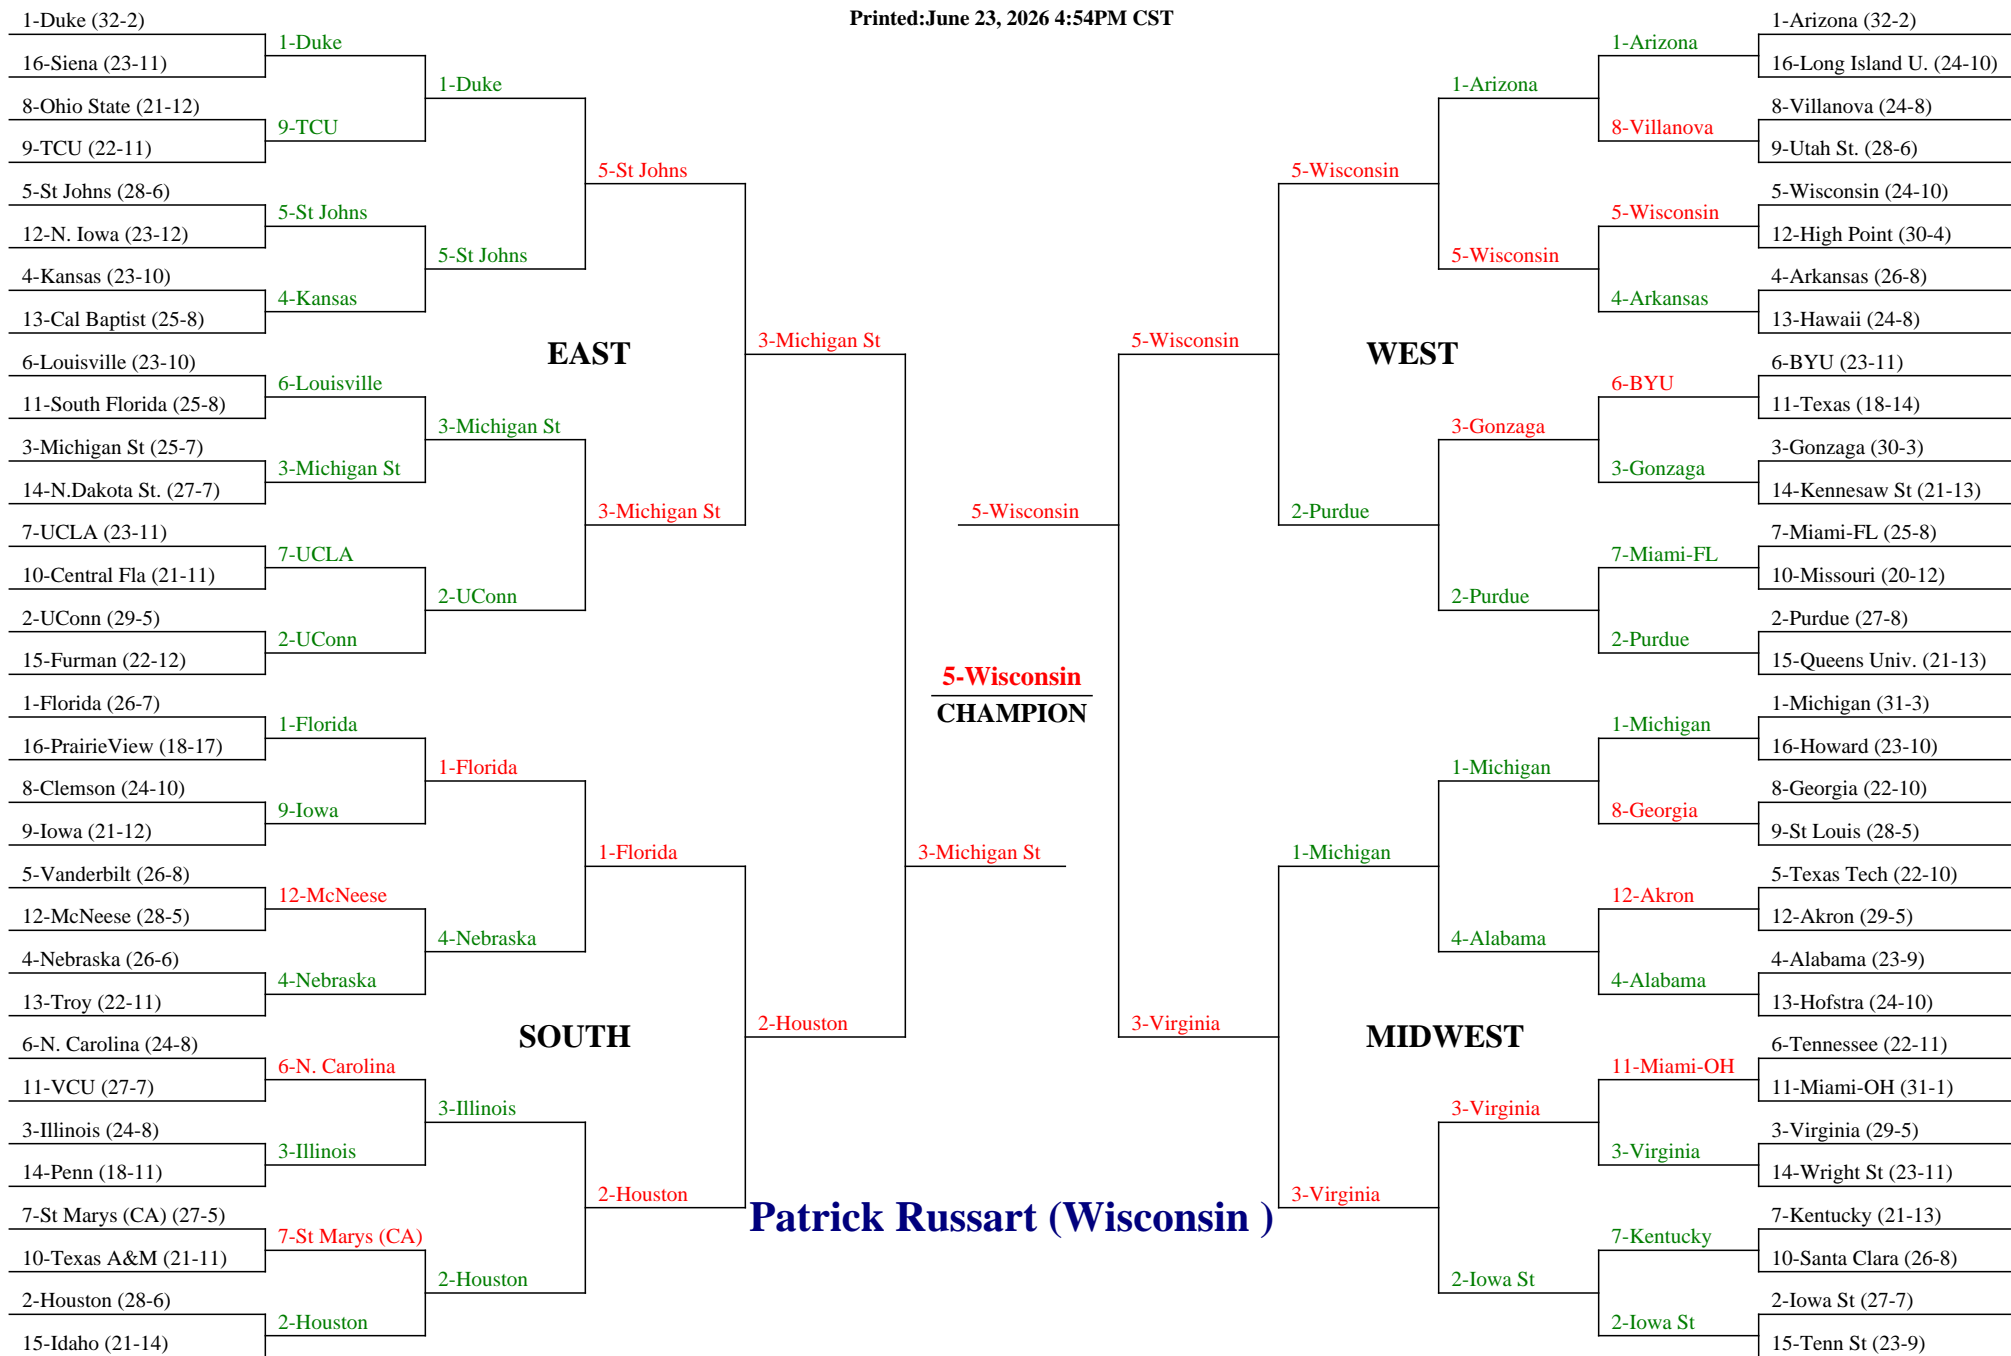 Printed:June 23, 2026 4:54PM CST
1-Duke (32-2)
16-Siena (23-11)
8-Ohio State (21-12)
9-TCU (22-11)
5-St Johns (28-6)
12-N. Iowa (23-12)
4-Kansas (23-10)
13-Cal Baptist (25-8)
6-Louisville (23-10)
11-South Florida (25-8)
3-Michigan St (25-7)
14-N.Dakota St. (27-7)
7-UCLA (23-11)
10-Central Fla (21-11)
2-UConn (29-5)
15-Furman (22-12)
1-Florida (26-7)
16-PrairieView (18-17)
8-Clemson (24-10)
9-Iowa (21-12)
5-Vanderbilt (26-8)
12-McNeese (28-5)
4-Nebraska (26-6)
13-Troy (22-11)
6-N. Carolina (24-8)
11-VCU (27-7)
3-Illinois (24-8)
14-Penn (18-11)
7-St Marys (CA) (27-5)
10-Texas A&M (21-11)
2-Houston (28-6)
15-Idaho (21-14)
1-Duke
9-TCU
5-St Johns
4-Kansas
6-Louisville
3-Michigan St
7-UCLA
2-UConn
1-Florida
9-Iowa
12-McNeese
4-Nebraska
6-N. Carolina
3-Illinois
7-St Marys (CA)
2-Houston
1-Duke
5-St Johns
3-Michigan St
2-UConn
1-Florida
4-Nebraska
3-Illinois
2-Houston
EAST
SOUTH
5-St Johns
3-Michigan St
1-Florida
2-Houston
3-Michigan St
2-Houston
3-Michigan St
5-Wisconsin
5-Wisconsin
CHAMPION
Patrick Russart (Wisconsin )
5-Wisconsin
3-Virginia
5-Wisconsin
2-Purdue
1-Michigan
3-Virginia
WEST
MIDWEST
1-Arizona
5-Wisconsin
3-Gonzaga
2-Purdue
1-Michigan
4-Alabama
3-Virginia
2-Iowa St
1-Arizona
8-Villanova
5-Wisconsin
4-Arkansas
6-BYU
3-Gonzaga
7-Miami-FL
2-Purdue
1-Michigan
8-Georgia
12-Akron
4-Alabama
11-Miami-OH
3-Virginia
7-Kentucky
2-Iowa St
1-Arizona (32-2)
16-Long Island U. (24-10)
8-Villanova (24-8)
9-Utah St. (28-6)
5-Wisconsin (24-10)
12-High Point (30-4)
4-Arkansas (26-8)
13-Hawaii (24-8)
6-BYU (23-11)
11-Texas (18-14)
3-Gonzaga (30-3)
14-Kennesaw St (21-13)
7-Miami-FL (25-8)
10-Missouri (20-12)
2-Purdue (27-8)
15-Queens Univ. (21-13)
1-Michigan (31-3)
16-Howard (23-10)
8-Georgia (22-10)
9-St Louis (28-5)
5-Texas Tech (22-10)
12-Akron (29-5)
4-Alabama (23-9)
13-Hofstra (24-10)
6-Tennessee (22-11)
11-Miami-OH (31-1)
3-Virginia (29-5)
14-Wright St (23-11)
7-Kentucky (21-13)
10-Santa Clara (26-8)
2-Iowa St (27-7)
15-Tenn St (23-9)